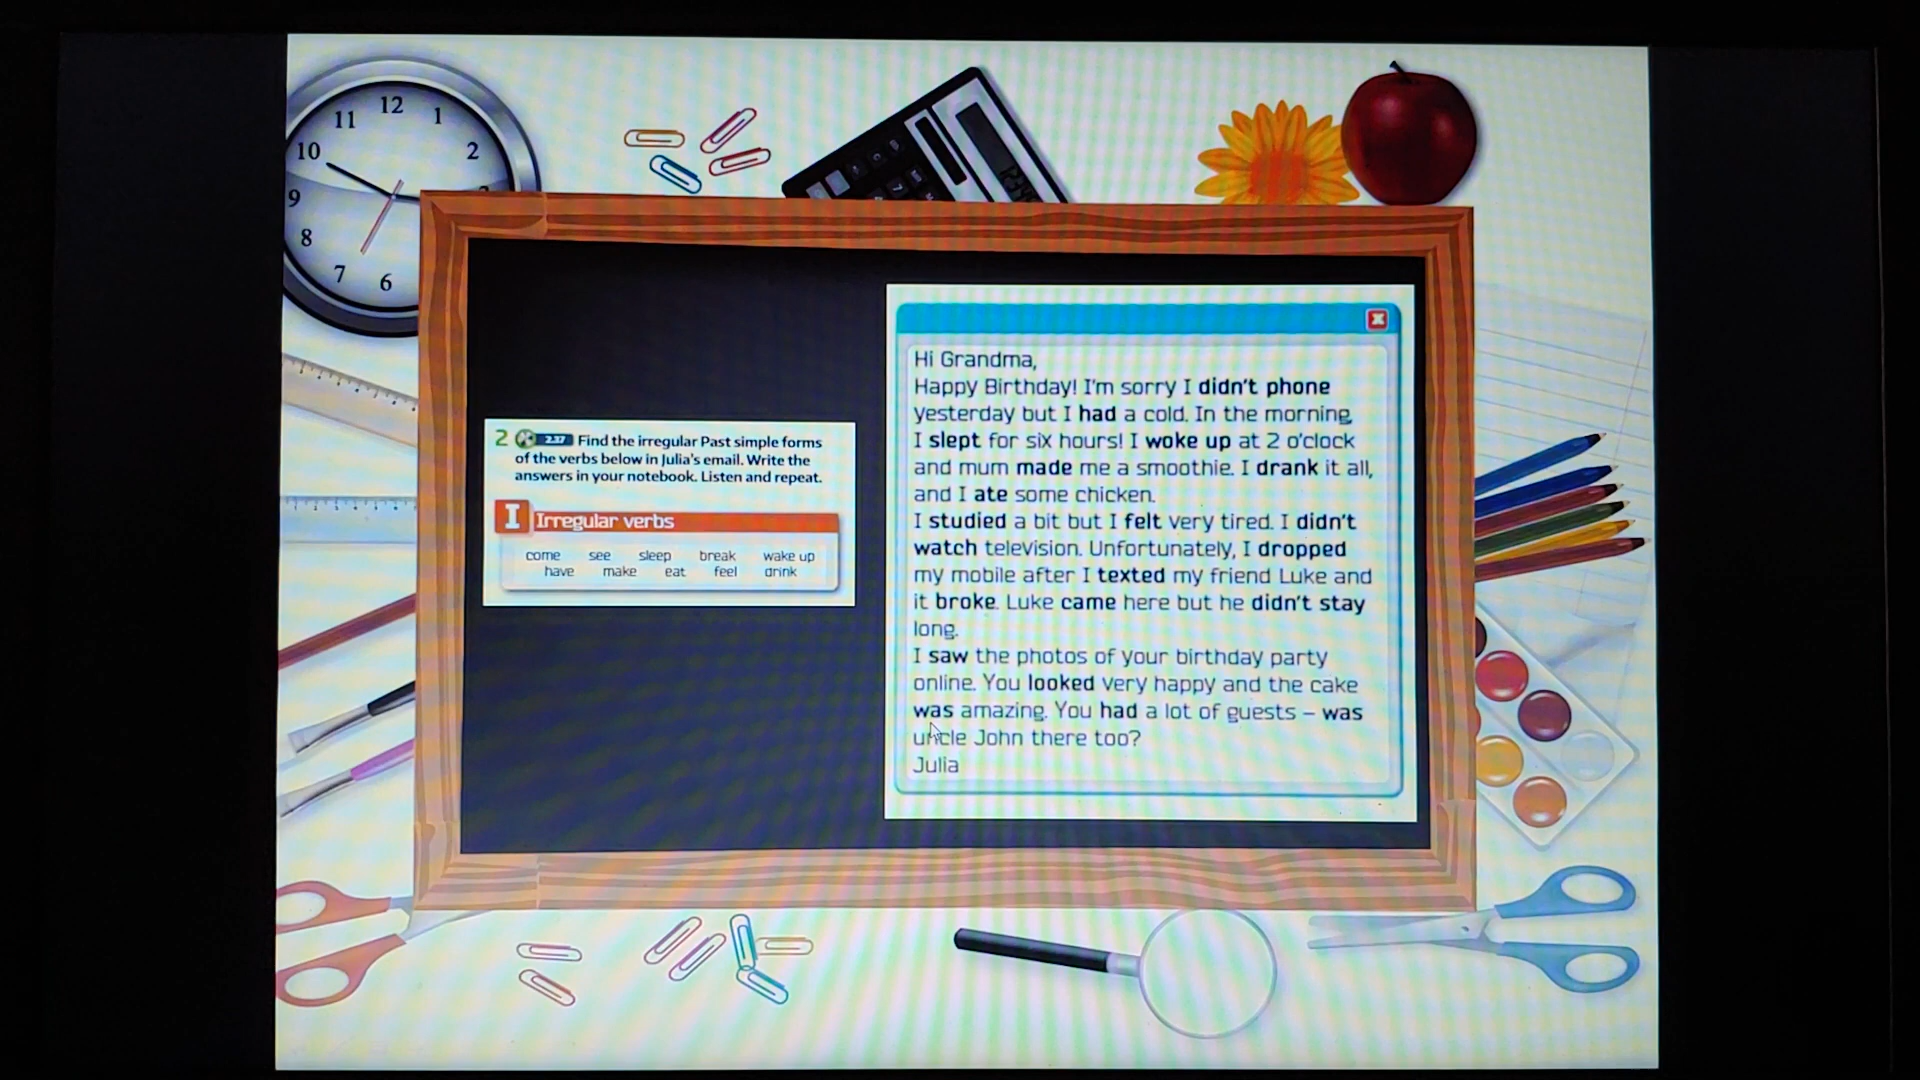 12
11
1
10
2
9
8
7
6
2 2.37 Find the irregular Past simple forms
of the verbs below in Julia's email. Write the
answers in your notebook. Listen and repeat.
I Irregular verbs
come see sleep break wake up
have make eat feel drink
Hi Grandma,
Happy Birthday! I'm sorry I didn't phone
yesterday but I had a cold. In the morning,
I slept for six hours! I woke up at 2 o'clock
and mum made me a smoothie. I drank it all,
and I ate some chicken.
I studied a bit but I felt very tired. I didn't
watch television. Unfortunately, I dropped
my mobile after I texted my friend Luke and
it broke. Luke came here but he didn't stay
long.
I saw the photos of your birthday party
online. You looked very happy and the cake
was amazing. You had a lot of guests – was
uncle John there too?
Julia